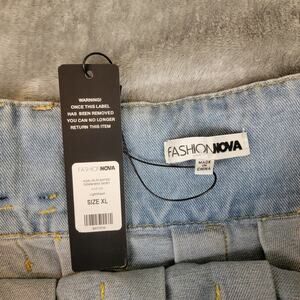 WARNING!
ONCE THIS LABEL
HAS BEEN REMOVED
YOU CAN NO LONGER
RETURN THIS ITEM
FASHIONNOVA
SIZE XL
FASHIONNOVA
MADE IN
CHINA